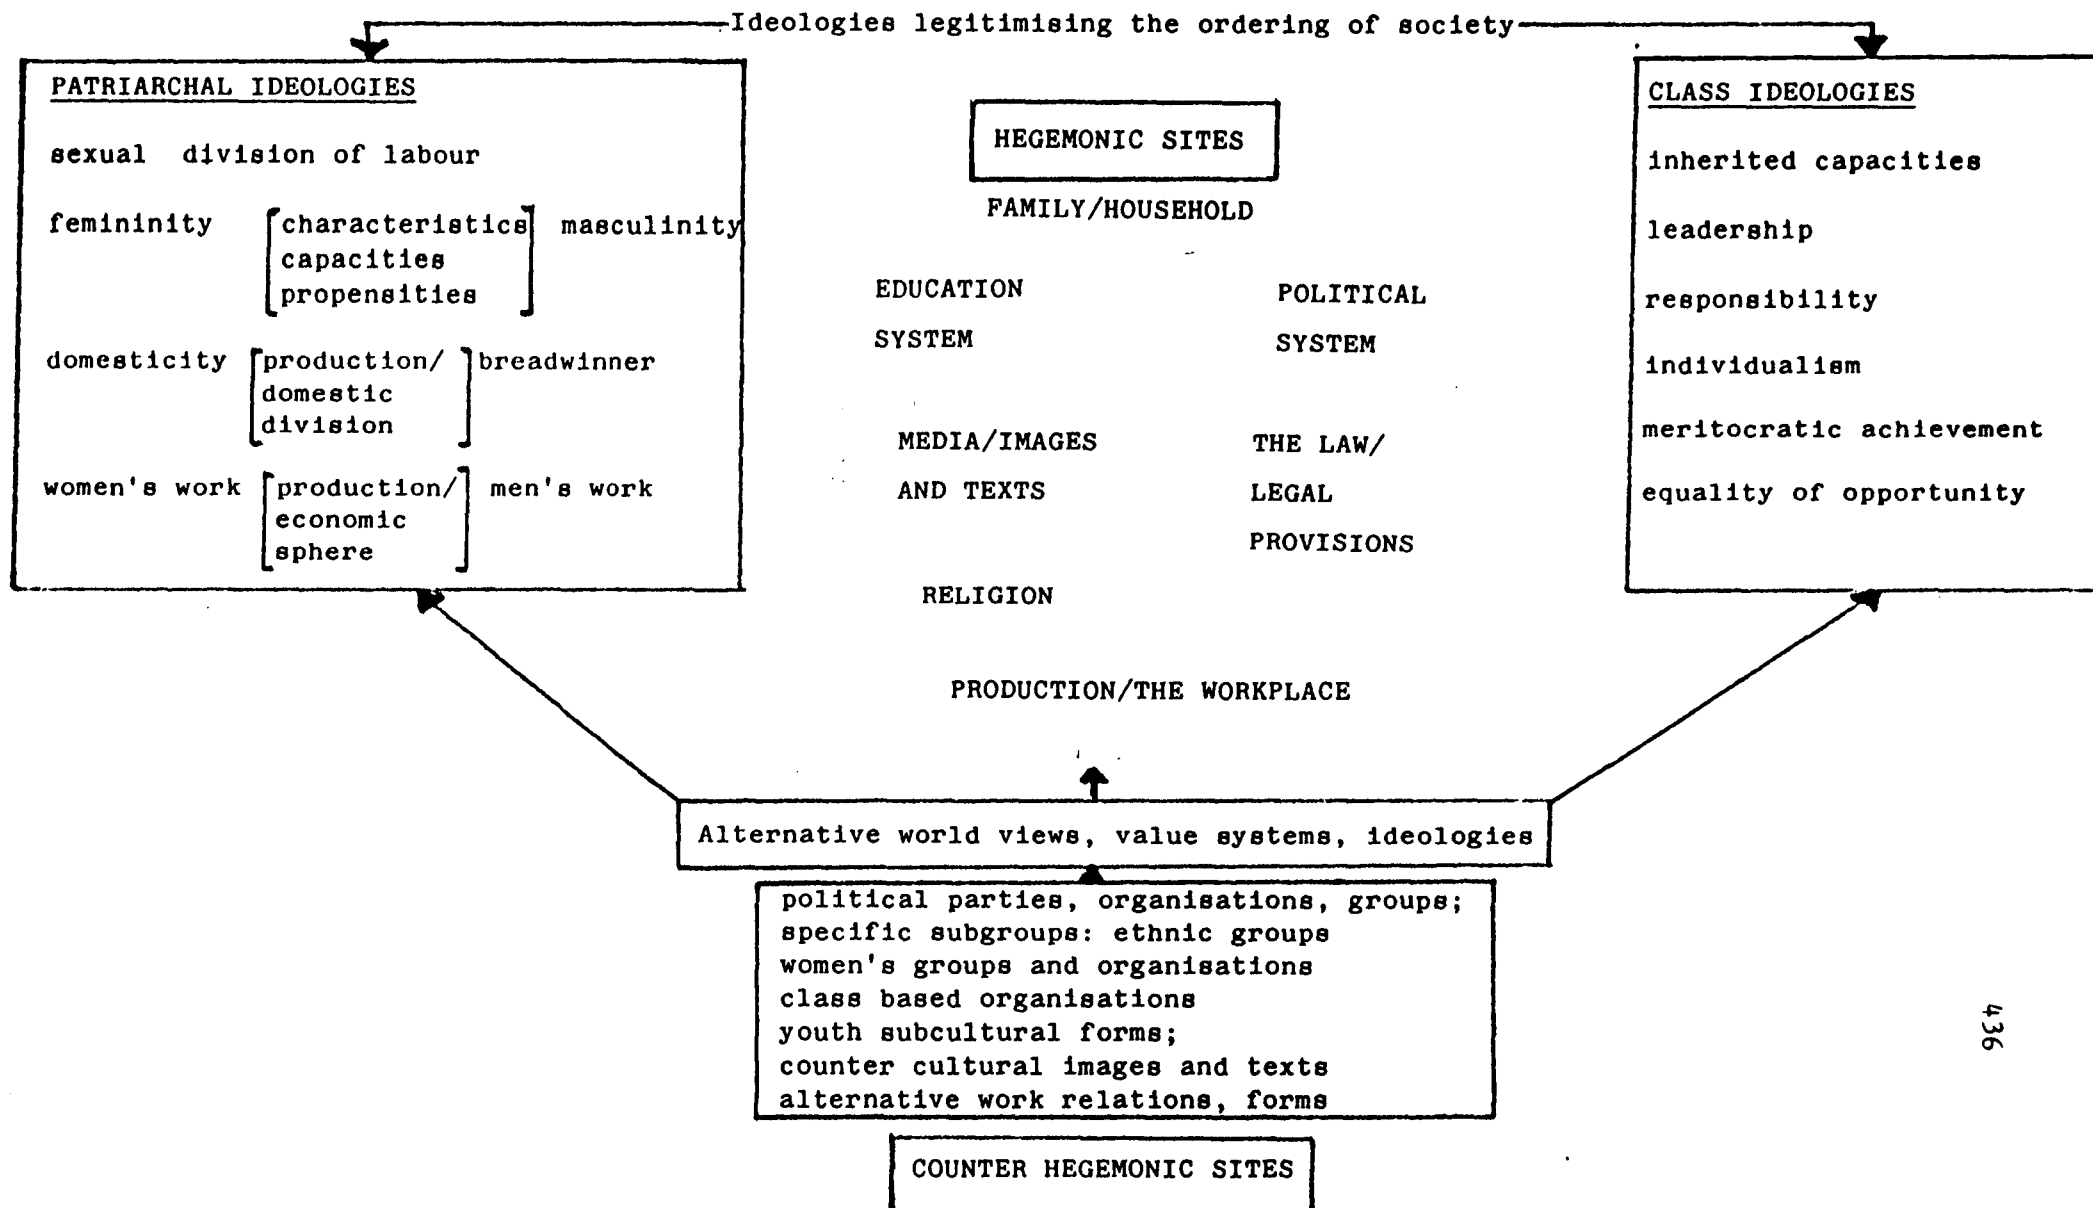 Ideologies legitimising the ordering of society
PATRIARCHAL IDEOLOGIES
sexual division of labour
femininity [characteristics] masculinity
capacities
propensities
domesticity [production/ ] breadwinner
domestic
division
women's work [production/ ] men's work
economic
sphere
HEGEMONIC SITES
FAMILY/HOUSEHOLD
EDUCATION
SYSTEM
POLITICAL
SYSTEM
MEDIA/IMAGES
AND TEXTS
THE LAW/
LEGAL
PROVISIONS
RELIGION
PRODUCTION/THE WORKPLACE
CLASS IDEOLOGIES
inherited capacities
leadership
responsibility
individualism
meritocratic achievement
equality of opportunity
Alternative world views, value systems, ideologies
political parties, organisations, groups;
specific subgroups: ethnic groups
women's groups and organisations
class based organisations
youth subcultural forms;
counter cultural images and texts
alternative work relations, forms
COUNTER HEGEMONIC SITES
436